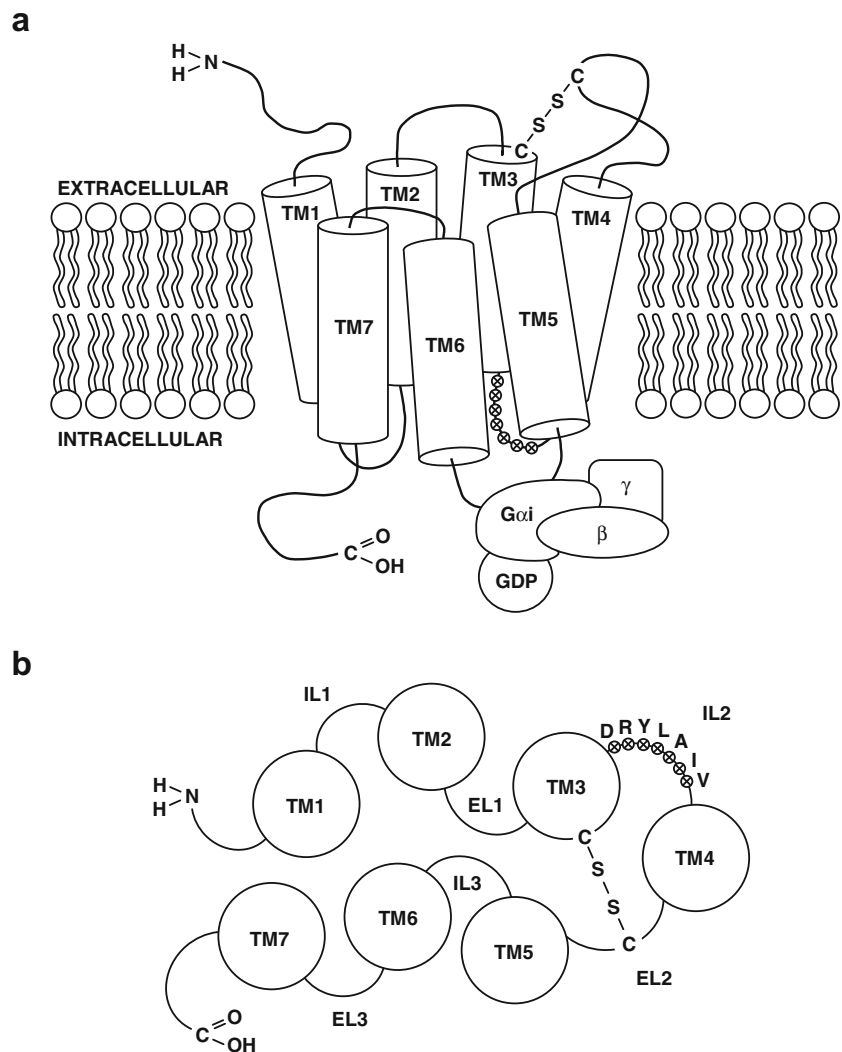 a
H
H
N
C
S
S
C
EXTRACELLULAR
TM1
TM2
TM3
TM4
TM7
TM6
TM5
INTRACELLULAR
Gαi
γ
β
C
O
OH
GDP
b
IL1
IL2
D R Y L A I V
TM2
TM3
H
H
N
TM1
EL1
C
TM4
S
S
IL3
TM6
TM7
TM5
C
EL2
EL3
C
O
OH